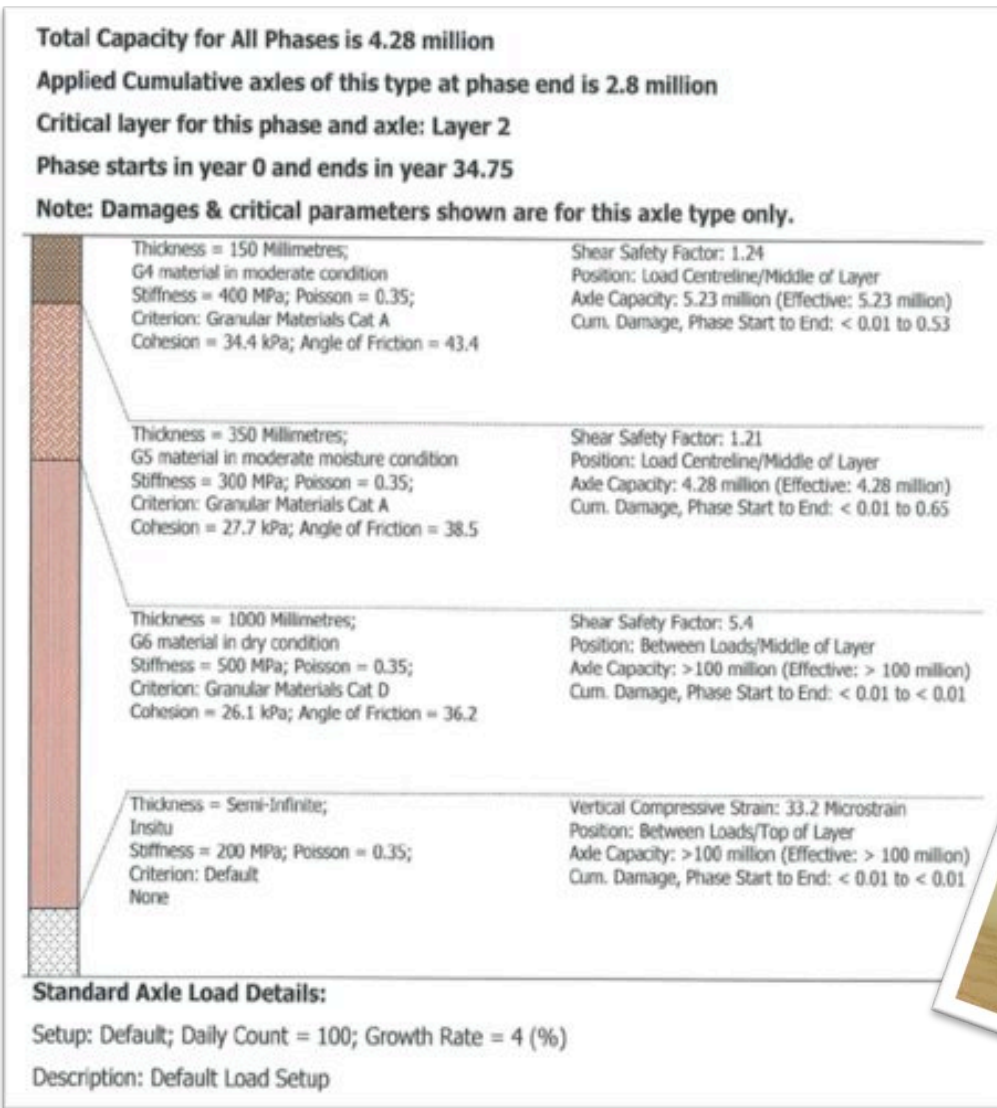 Total Capacity for All Phases is 4.28 million
Applied Cumulative axles of this type at phase end is 2.8 million
Critical layer for this phase and axle: Layer 2
Phase starts in year 0 and ends in year 34.75
Note: Damages & critical parameters shown are for this axle type only.
Thickness = 150 Millimetres;
G4 material in moderate condition
Stiffness = 400 MPa; Poisson = 0.35;
Criterion: Granular Materials Cat A
Cohesion = 34.4 kPa; Angle of Friction = 43.4
Shear Safety Factor: 1.24
Position: Load Centreline/Middle of Layer
Axle Capacity: 5.23 million (Effective: 5.23 million)
Cum. Damage, Phase Start to End: < 0.01 to 0.53
Thickness = 350 Millimetres;
G5 material in moderate moisture condition
Stiffness = 300 MPa; Poisson = 0.35;
Criterion: Granular Materials Cat A
Cohesion = 27.7 kPa; Angle of Friction = 38.5
Shear Safety Factor: 1.21
Position: Load Centreline/Middle of Layer
Axle Capacity: 4.28 million (Effective: 4.28 million)
Cum. Damage, Phase Start to End: < 0.01 to 0.65
Thickness = 1000 Millimetres;
G6 material in dry condition
Stiffness = 500 MPa; Poisson = 0.35;
Criterion: Granular Materials Cat D
Cohesion = 26.1 kPa; Angle of Friction = 36.2
Shear Safety Factor: 5.4
Position: Between Loads/Middle of Layer
Axle Capacity: >100 million (Effective: > 100 million)
Cum. Damage, Phase Start to End: < 0.01 to < 0.01
Thickness = Semi-Infinite;
Insitu
Stiffness = 200 MPa; Poisson = 0.35;
Criterion: Default
None
Vertical Compressive Strain: 33.2 Microstrain
Position: Between Loads/Top of Layer
Axle Capacity: >100 million (Effective: > 100 million)
Cum. Damage, Phase Start to End: < 0.01 to < 0.01
Standard Axle Load Details:
Setup: Default; Daily Count = 100; Growth Rate = 4 (%)
Description: Default Load Setup